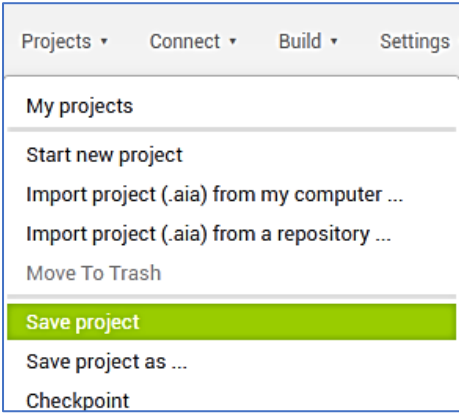 Projects ▾ Connect ▾ Build ▾ Settings
My projects
Start new project
Import project (.aia) from my computer ...
Import project (.aia) from a repository ...
Move To Trash
Save project
Save project as ...
Checkpoint